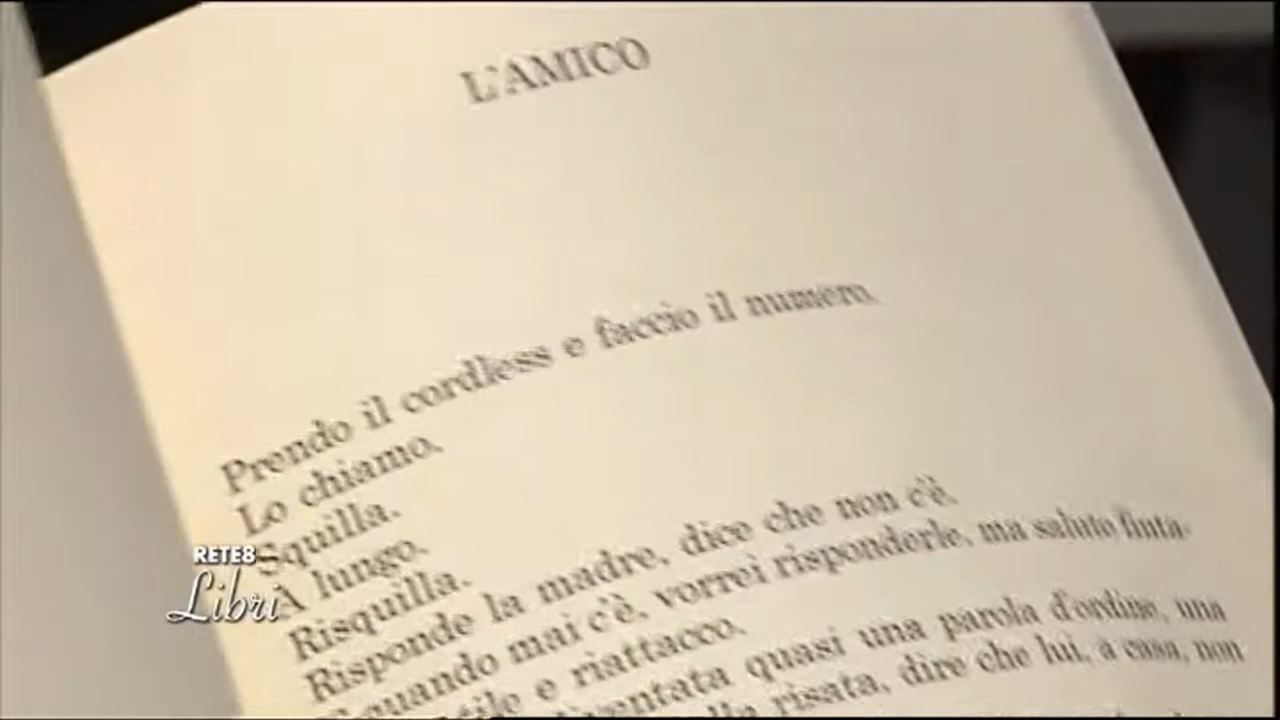 L'AMICO
Prendo il cordless e faccio il numero.
Lo chiamo.
Squilla.
A lungo.
Risquilla.
Risponde la madre, dice che non c'è.
E quando mai c'è, vorrei risponderle, ma saluto
e riattacco.
quasi una parola d'ordine, una
risata, dire che lui, a casa, non
RETE8
Libri